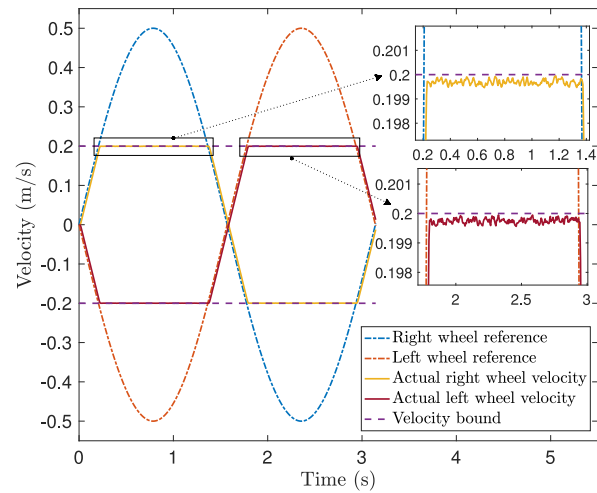 0.5
0.4
0.3
0.2
0.1
0
-0.1
-0.2
-0.3
-0.4
-0.5
Velocity (m/s)
0 1 2 3 4 5
Time (s)
0.201
0.2
0.199
0.198
0.2 0.4 0.6 0.8 1 1.2 1.4
0.201
0.2
0.199
0.198
2 2.5 3
Right wheel reference
Left wheel reference
Actual right wheel velocity
Actual left wheel velocity
Velocity bound